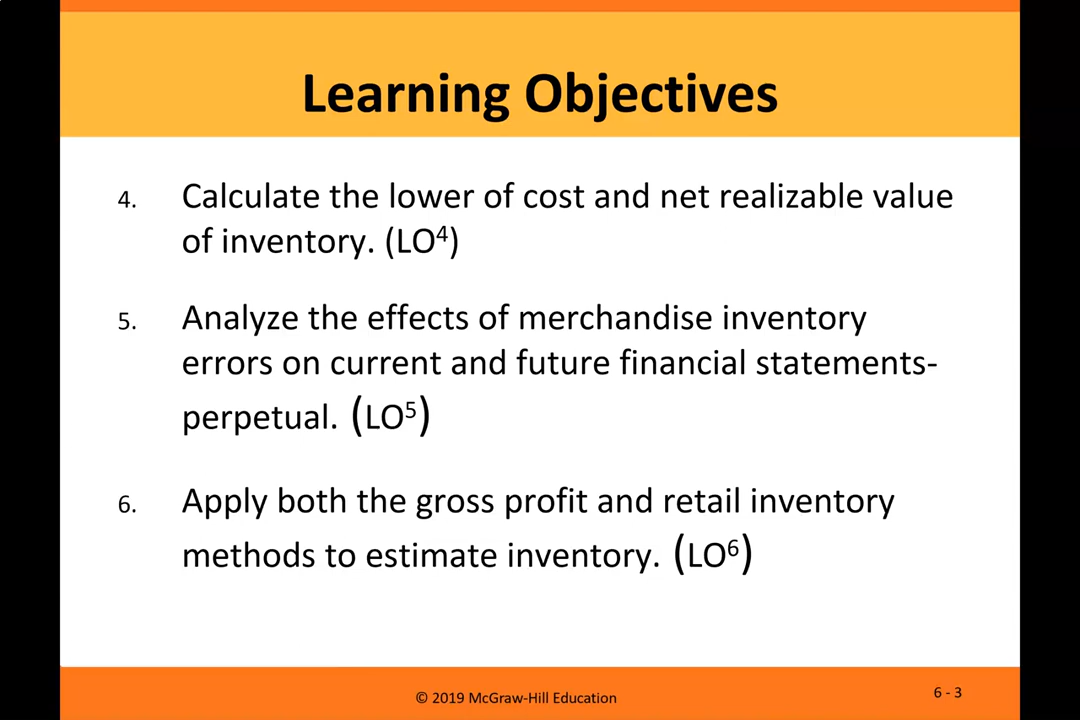 Learning Objectives
4. Calculate the lower of cost and net realizable value
of inventory. (LO⁴)
5. Analyze the effects of merchandise inventory
errors on current and future financial statements-
perpetual. (LO⁵)
6. Apply both the gross profit and retail inventory
methods to estimate inventory. (LO⁶)
© 2019 McGraw-Hill Education
6 - 3